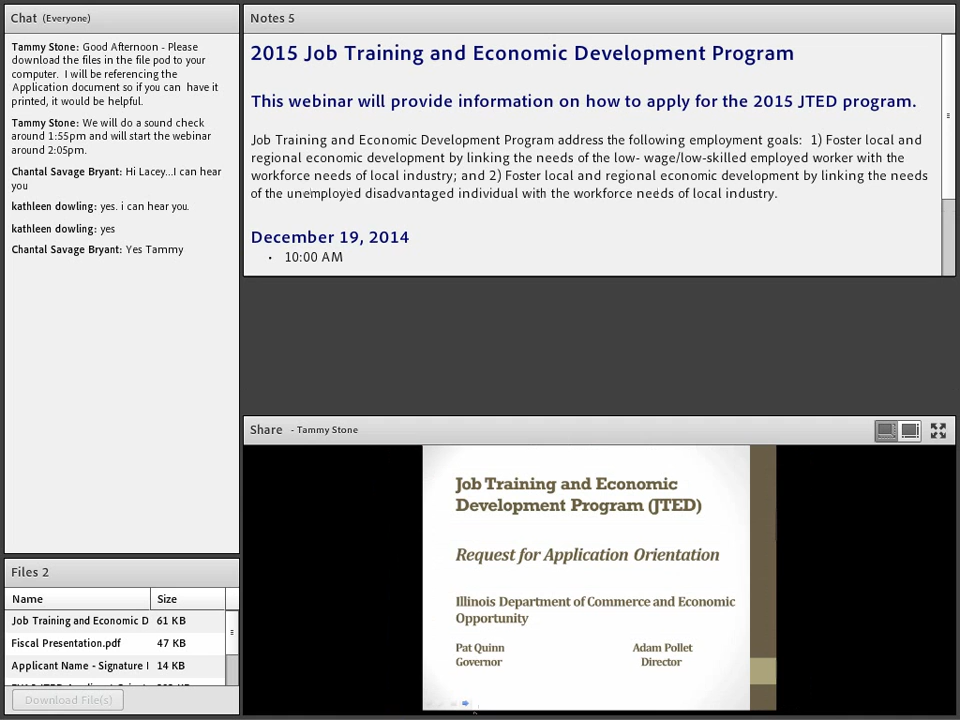 Chat (Everyone)
Tammy Stone: Good Afternoon - Please
download the files in the file pod to your
computer. I will be referencing the
Application document so if you can have it
printed, it would be helpful.
Tammy Stone: We will do a sound check
around 1:55pm and will start the webinar
around 2:05pm.
Chantal Savage Bryant: Hi Lacey...I can hear
you
kathleen dowling: yes. i can hear you.
kathleen dowling: yes
Chantal Savage Bryant: Yes Tammy
Files 2
Name Size
Job Training and Economic D 61 KB
Fiscal Presentation.pdf 47 KB
Applicant Name - Signature 14 KB
Download File(s)
Notes 5
2015 Job Training and Economic Development Program
This webinar will provide information on how to apply for the 2015 JTED program.
Job Training and Economic Development Program address the following employment goals: 1) Foster local and
regional economic development by linking the needs of the low- wage/low-skilled employed worker with the
workforce needs of local industry; and 2) Foster local and regional economic development by linking the needs
of the unemployed disadvantaged individual with the workforce needs of local industry.
December 19, 2014
• 10:00 AM
Share - Tammy Stone
Job Training and Economic
Development Program (JTED)
Request for Application Orientation
Illinois Department of Commerce and Economic
Opportunity
Pat Quinn Adam Pollet
Governor Director